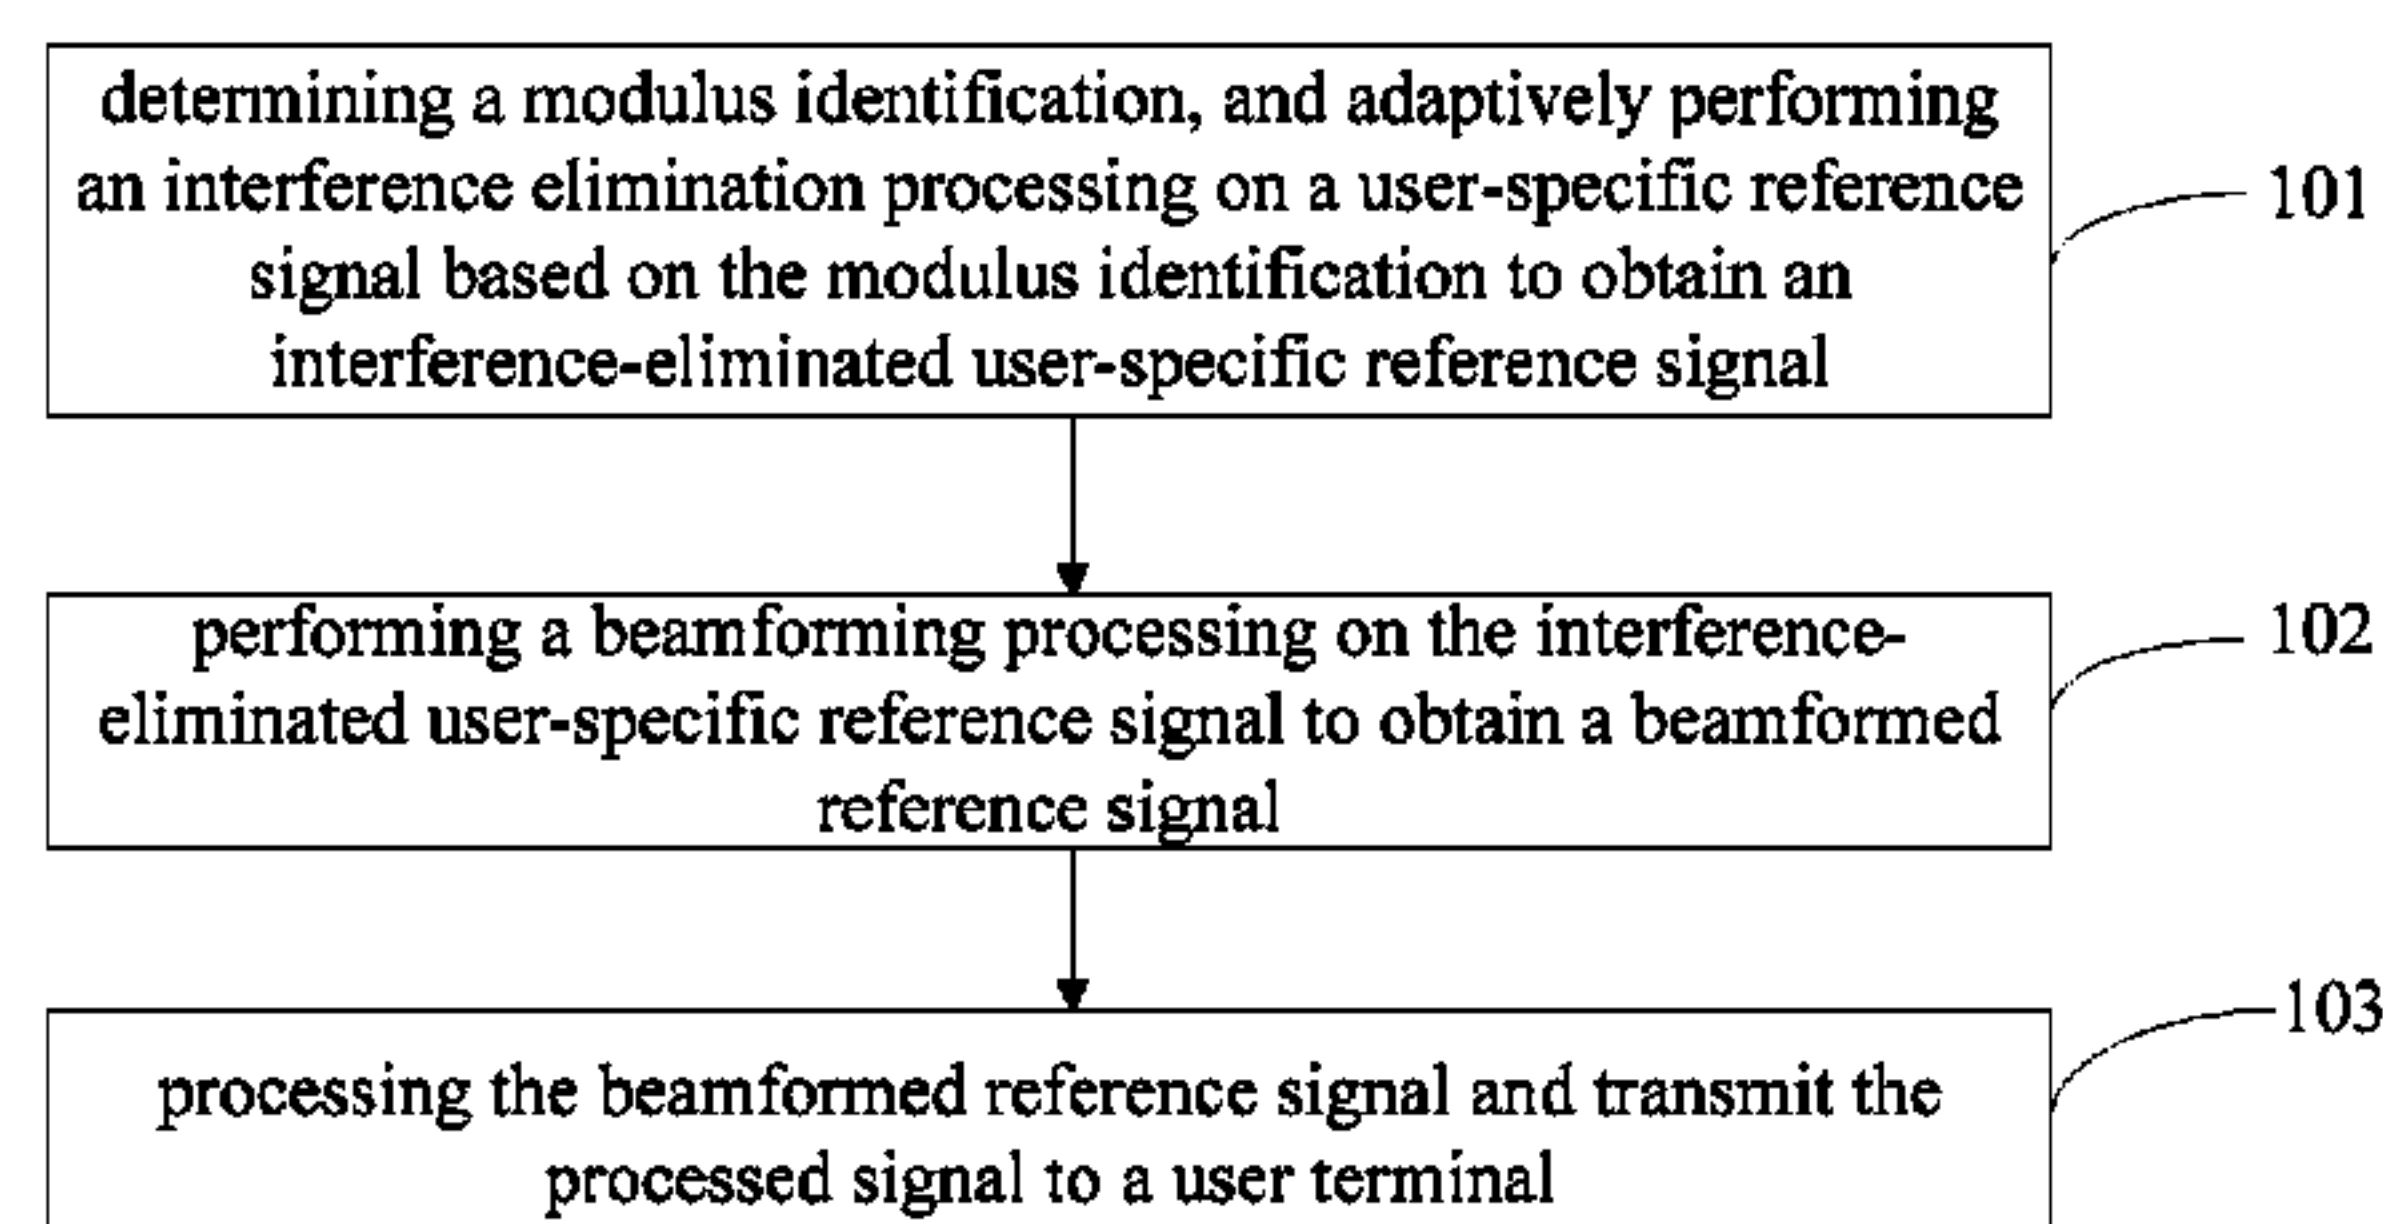 determining a modulus identification, and adaptively performing
an interference elimination processing on a user-specific reference
signal based on the modulus identification to obtain an
interference-eliminated user-specific reference signal
101
performing a beamforming processing on the interference-
eliminated user-specific reference signal to obtain a beamformed
reference signal
102
processing the beamformed reference signal and transmit the
processed signal to a user terminal
103